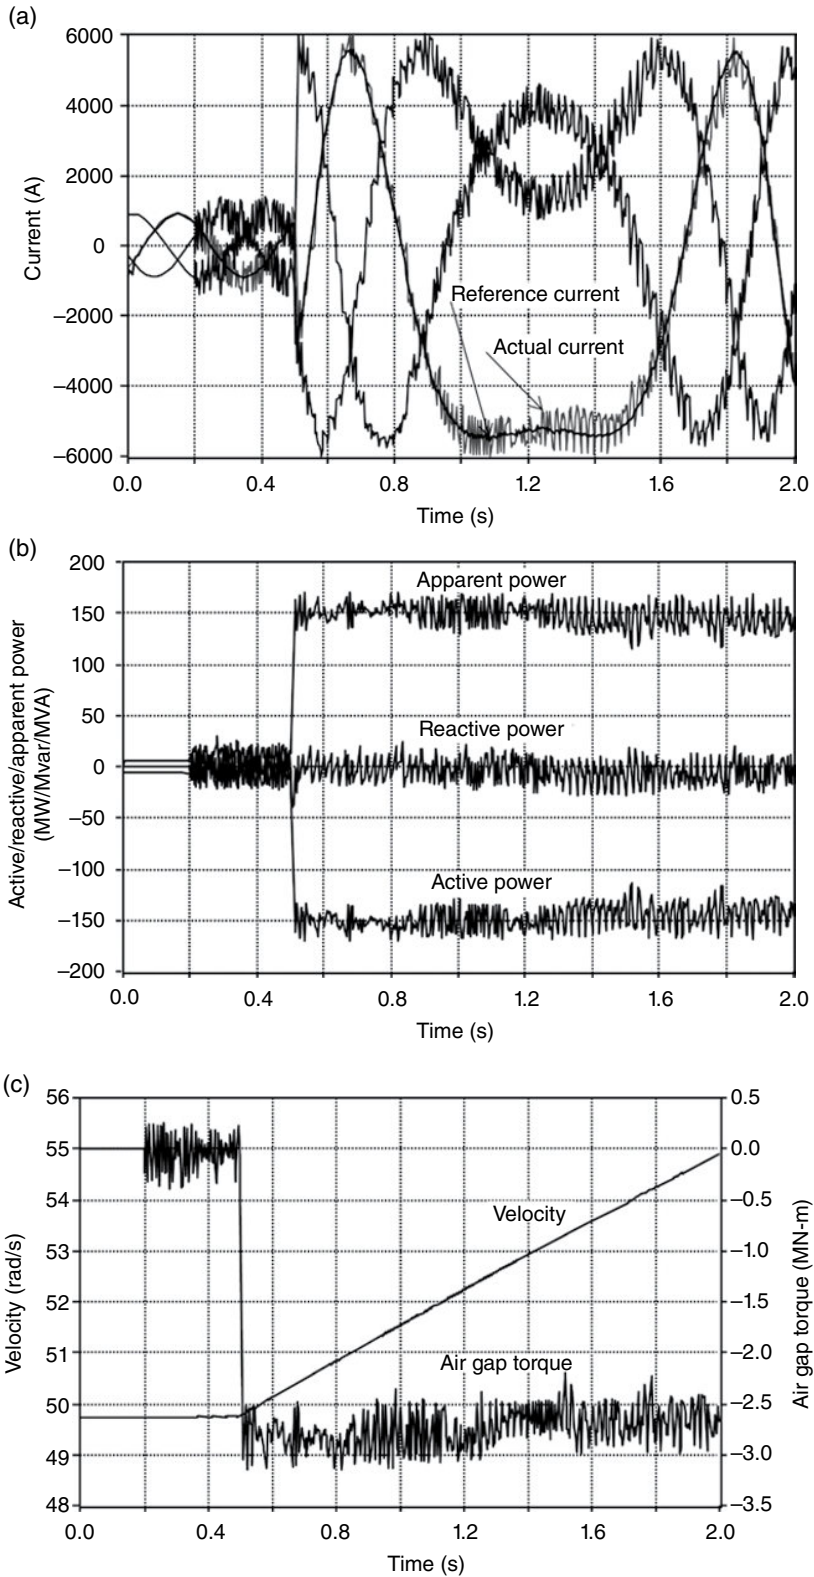 (a)
6000
4000
2000
0
−2000
−4000
−6000
Current (A)
Reference current
Actual current
0.0 0.4 0.8 1.2 1.6 2.0
Time (s)
(b)
200
150
100
50
0
−50
−100
−150
−200
Active/reactive/apparent power
(MW/Mvar/MVA)
Apparent power
Reactive power
Active power
0.0 0.4 0.8 1.2 1.6 2.0
Time (s)
(c)
56
55
54
53
52
51
50
49
48
Velocity (rad/s)
Velocity
Air gap torque
0.5
0.0
−0.5
−1.0
−1.5
−2.0
−2.5
−3.0
−3.5
Air gap torque (MN-m)
0.0 0.4 0.8 1.2 1.6 2.0
Time (s)